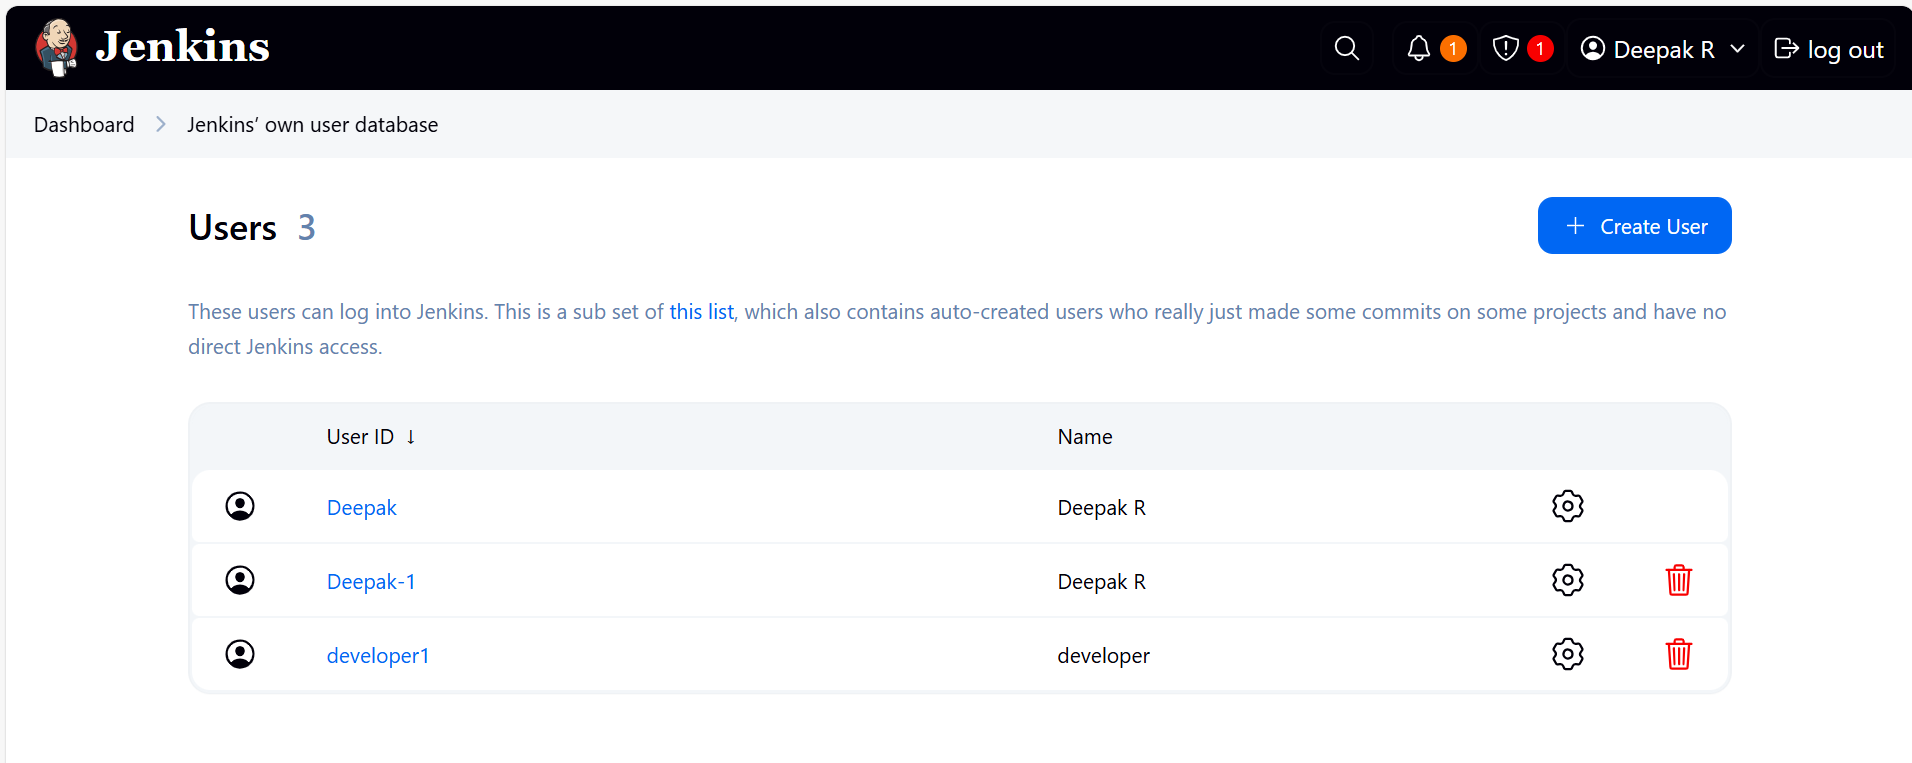 Jenkins
1
1
Deepak R
log out
Dashboard
Jenkins’ own user database
Users 3
Create User
These users can log into Jenkins. This is a sub set of this list, which also contains auto-created users who really just made some commits on some projects and have no
direct Jenkins access.
User ID ↓
Name
Deepak
Deepak R
Deepak-1
Deepak R
developer1
developer